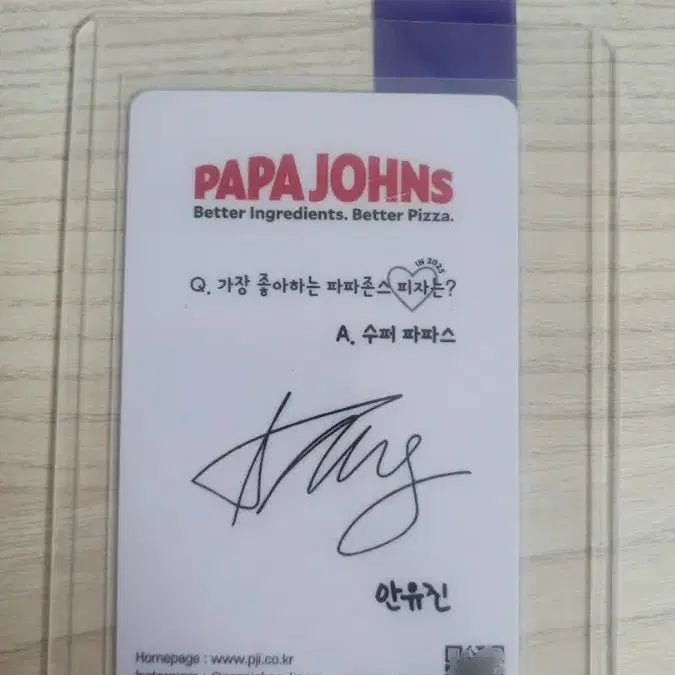 PAPA JOHNS
Better Ingredients. Better Pizza.
IN 2023
Q. 가장 좋아하는 파파존스 피자는?
A. 수퍼 파파스
안유진
Homepage : www.pji.co.kr